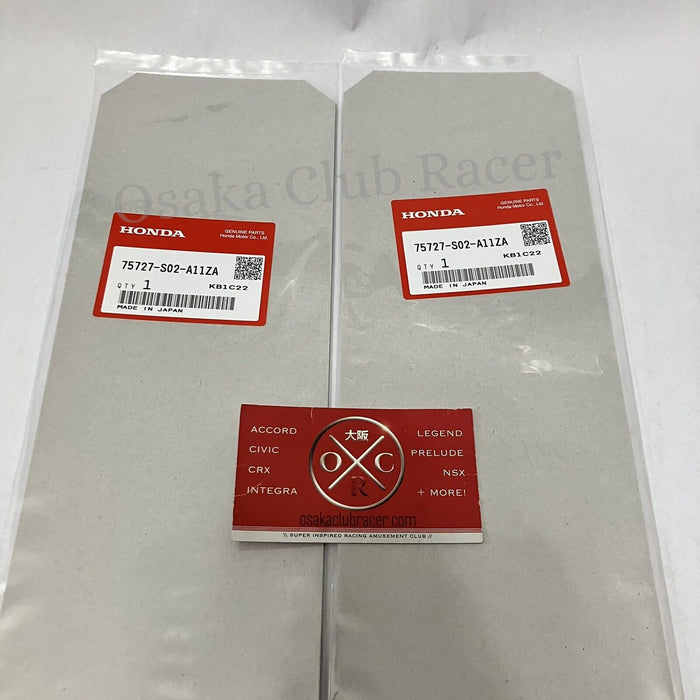 Osaka Club Racer
HONDA
GENUINE PARTS
Honda Motor Co., Ltd.
75727-S02-A11ZA
QTY 1
KB1C22
MADE IN JAPAN
HONDA
GENUINE PARTS
Honda Motor Co., Ltd.
75727-S02-A11ZA
QTY 1
KB1C22
MADE IN JAPAN
ACCORD
CIVIC
CRX
INTEGRA
大阪
O C
R
LEGEND
PRELUDE
NSX
+ MORE!
osakaclubracer.com
\\ SUPER INSPIRED RACING AMUSEMENT CLUB //